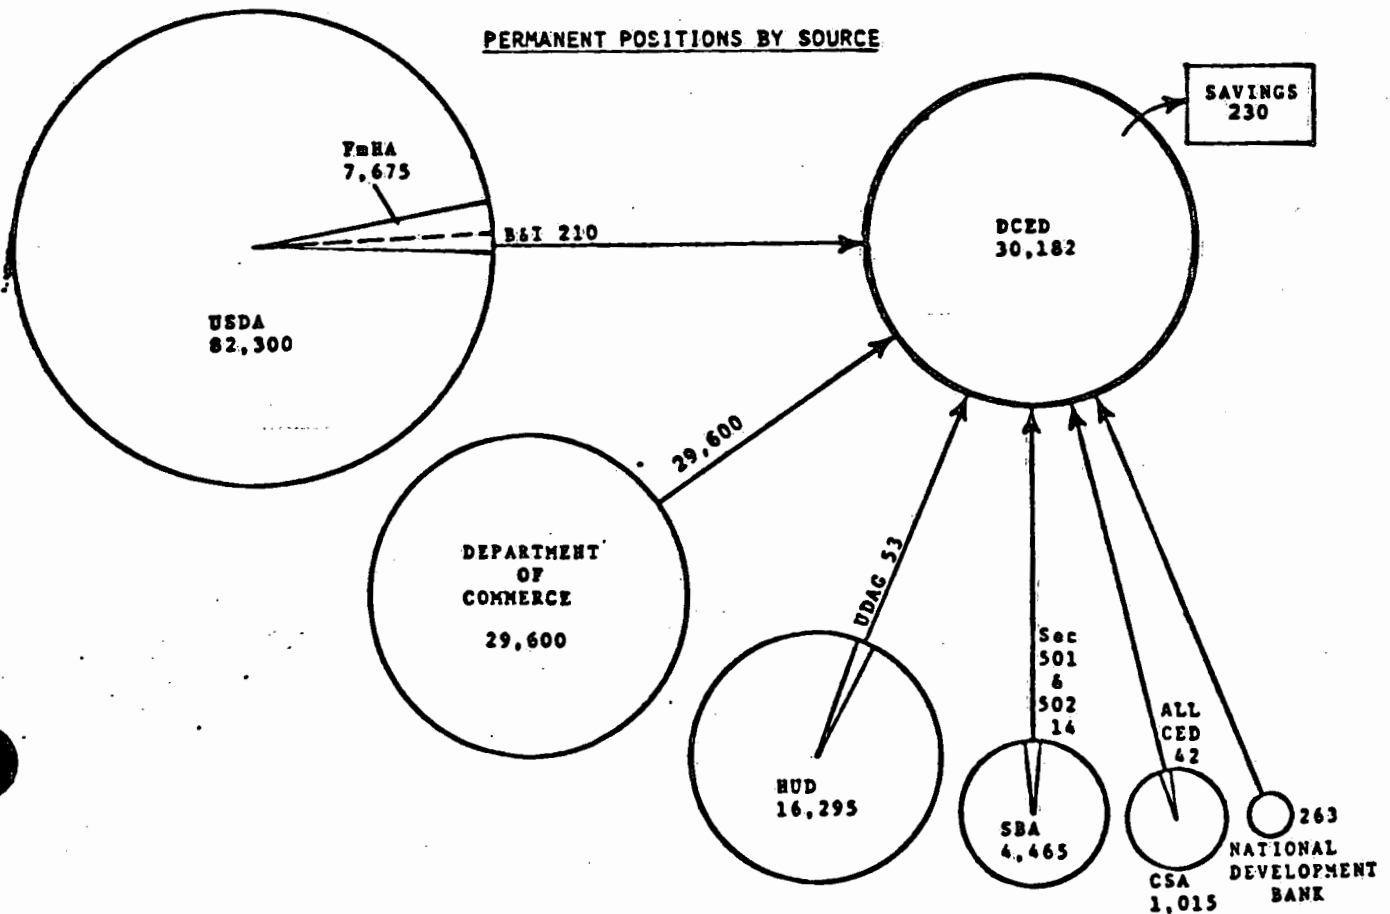 PERMANENT POSITIONS BY SOURCE
SAVINGS
230
FmHA
7,675
B&I 210
DCED
30,182
USDA
82,300
29,600
DEPARTMENT
OF
COMMERCE
29,600
UDAG 53
Sec
501
&
502
14
ALL
CED
42
HUD
16,295
SBA
4,465
263
NATIONAL
DEVELOPMENT
BANK
CSA
1,015